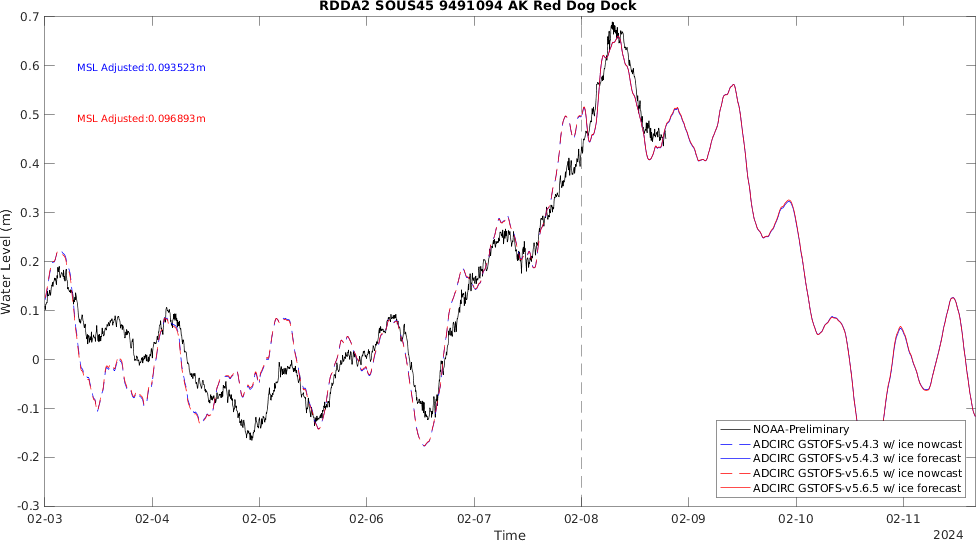 RDDA2 SOUS45 9491094 AK Red Dog Dock
0.7
0.6
0.5
0.4
0.3
0.2
0.1
0
-0.1
-0.2
-0.3
Water Level (m)
MSL Adjusted:0.093523m
MSL Adjusted:0.096893m
NOAA-Preliminary
ADCIRC GSTOFS-v5.4.3 w/ ice nowcast
ADCIRC GSTOFS-v5.4.3 w/ ice forecast
ADCIRC GSTOFS-v5.6.5 w/ ice nowcast
ADCIRC GSTOFS-v5.6.5 w/ ice forecast
02-03 02-04 02-05 02-06 02-07 02-08 02-09 02-10 02-11
Time
2024